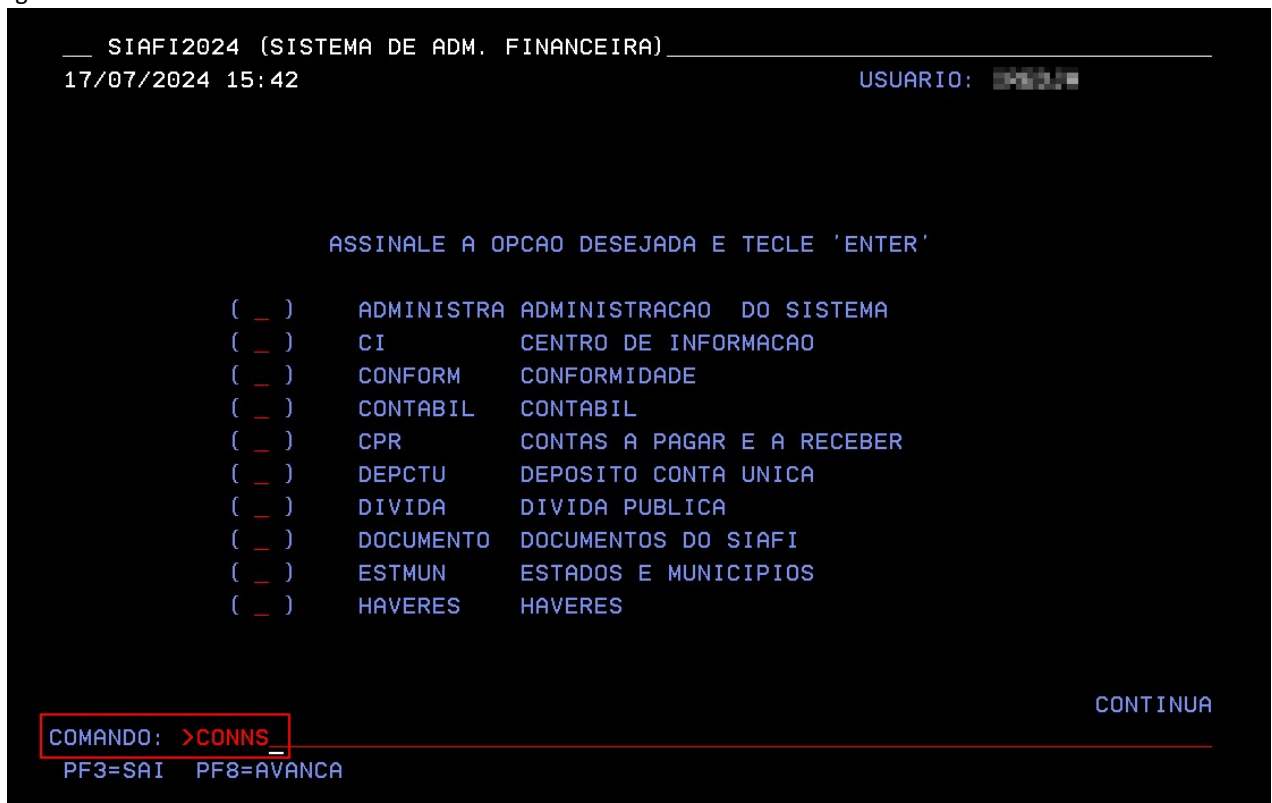 __ SIAFI2024 (SISTEMA DE ADM. FINANCEIRA)
17/07/2024 15:42 USUARIO:
ASSINALE A OPCAO DESEJADA E TECLE 'ENTER'
( _ ) ADMINISTRA ADMINISTRACAO DO SISTEMA
( _ ) CI CENTRO DE INFORMACAO
( _ ) CONFORM CONFORMIDADE
( _ ) CONTABIL CONTABIL
( _ ) CPR CONTAS A PAGAR E A RECEBER
( _ ) DEPCTU DEPOSITO CONTA UNICA
( _ ) DIVIDA DIVIDA PUBLICA
( _ ) DOCUMENTO DOCUMENTOS DO SIAFI
( _ ) ESTMUN ESTADOS E MUNICIPIOS
( _ ) HAVERES HAVERES
CONTINUA
COMANDO: >CONNS_
PF3=SAI PF8=AVANCA